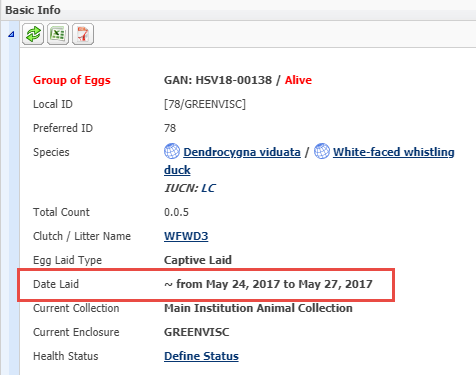 Basic Info
Group of Eggs GAN: HSV18-00138 / Alive
Local ID [78/GREENVISC]
Preferred ID 78
Species Dendrocygna viduata / White-faced whistling
duck
IUCN: LC
Total Count 0.0.5
Clutch / Litter Name WFWD3
Egg Laid Type Captive Laid
Date Laid ~ from May 24, 2017 to May 27, 2017
Current Collection Main Institution Animal Collection
Current Enclosure GREENVISC
Health Status Define Status